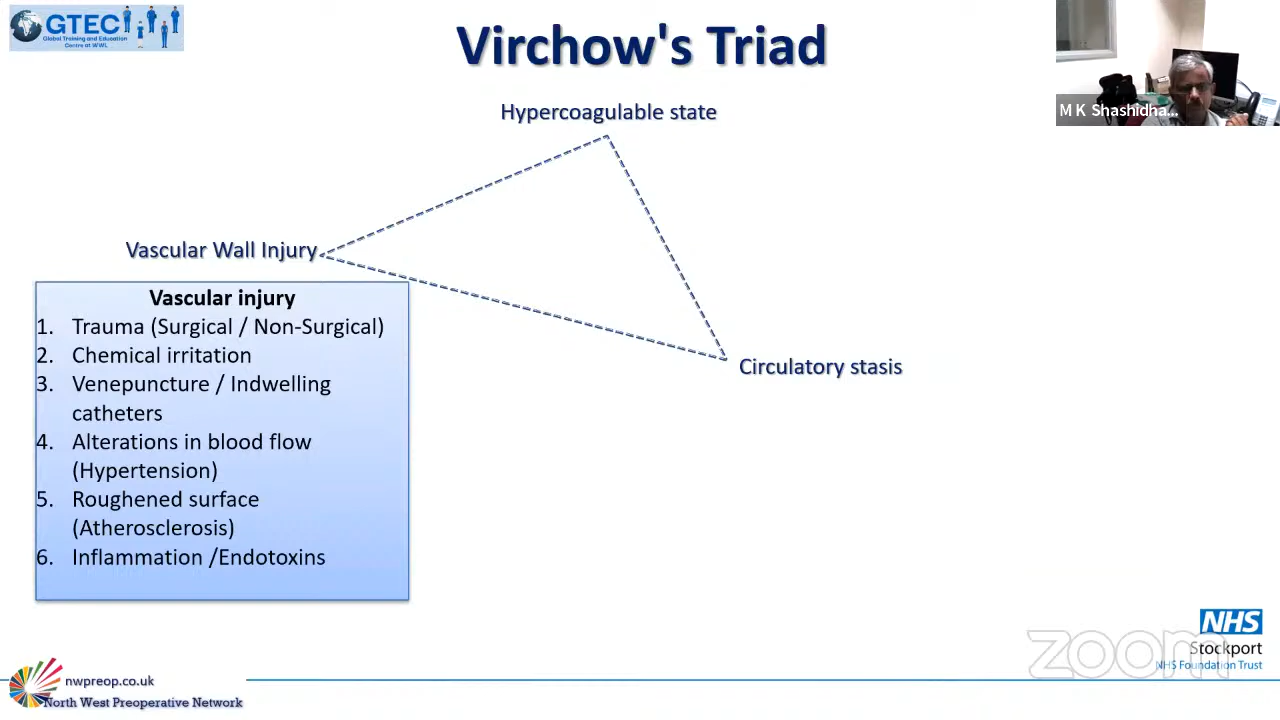 GTEC
Global Training and Education
Centre at WWL
Virchow's Triad
M K Shashidha...
Hypercoagulable state
Vascular Wall Injury
Circulatory stasis
Vascular injury
1. Trauma (Surgical / Non-Surgical)
2. Chemical irritation
3. Venepuncture / Indwelling
catheters
4. Alterations in blood flow
(Hypertension)
5. Roughened surface
(Atherosclerosis)
6. Inflammation /Endotoxins
NHS
Stockport
NHS Foundation Trust
zoom
nwpreop.co.uk
North West Preoperative Network